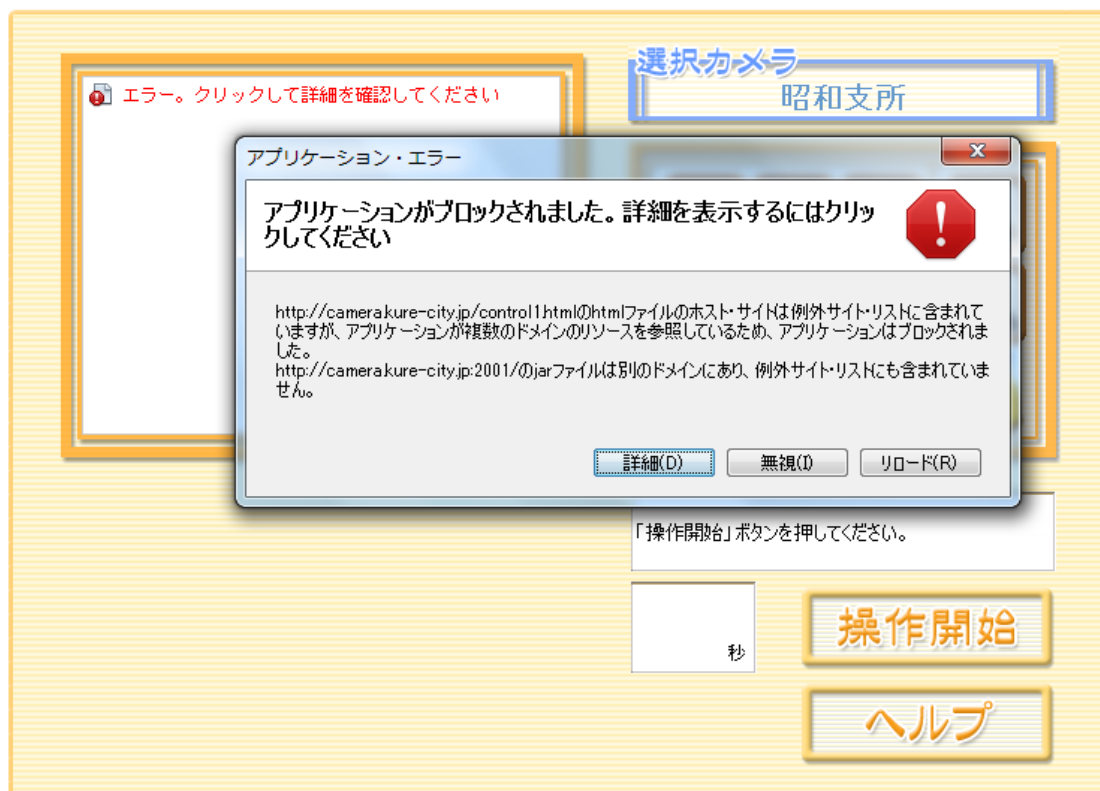 選択カメラ
昭和支所
エラー。クリックして詳細を確認してください
アプリケーション・エラー
アプリケーションがブロックされました。詳細を表示するにはクリッ
クしてください
http://camera.kure-city.jp/control1.htmlのhtmlファイルのホスト・サイトは例外サイト・リストに含まれて
いますが、アプリケーションが複数のドメインのリソースを参照しているため、アプリケーションはブロックされま
した。
http://camera.kure-city.jp:2001/のjarファイルは別のドメインにあり、例外サイト・リストにも含まれていま
せん。
詳細(D)
無視(I)
リロード(R)
「操作開始」ボタンを押してください。
秒
操作開始
ヘルプ